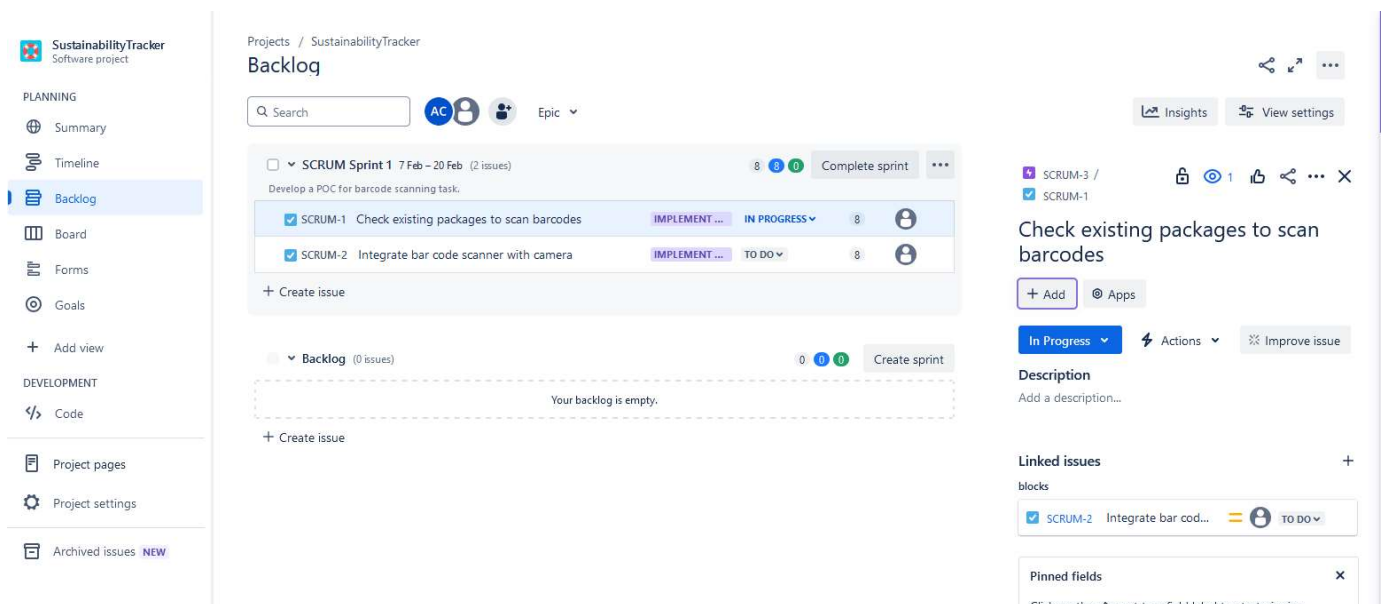 SustainabilityTracker
Software project
PLANNING
Summary
Timeline
Backlog
Board
Forms
Goals
Add view
DEVELOPMENT
Code
Project pages
Project settings
Archived issues NEW
Projects / SustainabilityTracker
Backlog
Search
AC
Epic
Insights
View settings
SCRUM Sprint 1 7 Feb – 20 Feb (2 issues)
8 8 0 Complete sprint
Develop a POC for barcode scanning task.
SCRUM-1 Check existing packages to scan barcodes IMPLEMENT ... IN PROGRESS 8
SCRUM-2 Integrate bar code scanner with camera IMPLEMENT ... TO DO 8
+ Create issue
Backlog (0 issues) 0 0 0 Create sprint
Your backlog is empty.
+ Create issue
SCRUM-3 /
SCRUM-1
1
Check existing packages to scan
barcodes
+ Add Apps
In Progress Actions Improve issue
Description
Add a description...
Linked issues
blocks
SCRUM-2 Integrate bar cod... TO DO
Pinned fields